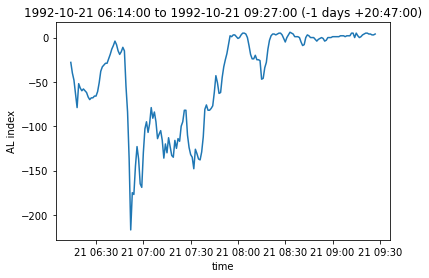 1992-10-21 06:14:00 to 1992-10-21 09:27:00 (-1 days +20:47:00)
0
−50
−100
−150
−200
AL index
21 06:30 21 07:00 21 07:30 21 08:00 21 08:30 21 09:00 21 09:30
time